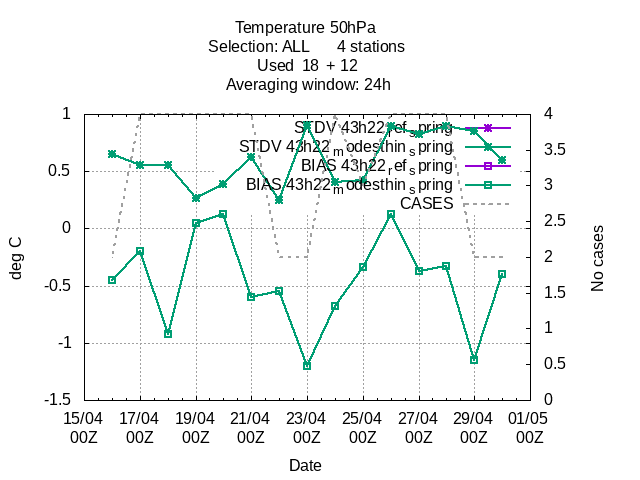 Temperature 50hPa
Selection: ALL 4 stations
Used 18 + 12
Averaging window: 24h
STDV 43h22_ref_spring
STDV 43h22_modesthin_spring
BIAS 43h22_ref_spring
BIAS 43h22_modesthin_spring
CASES
deg C
1
0.5
0
-0.5
-1
-1.5
No cases
4
3.5
3
2.5
2
1.5
1
0.5
0
15/04 17/04 19/04 21/04 23/04 25/04 27/04 29/04 01/05
00Z 00Z 00Z 00Z 00Z 00Z 00Z 00Z 00Z
Date